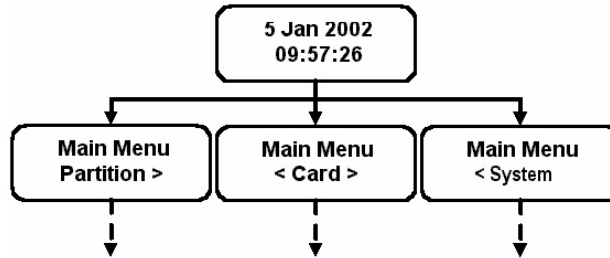 5 Jan 2002
09:57:26
Main Menu
Partition >
Main Menu
< Card >
Main Menu
< System